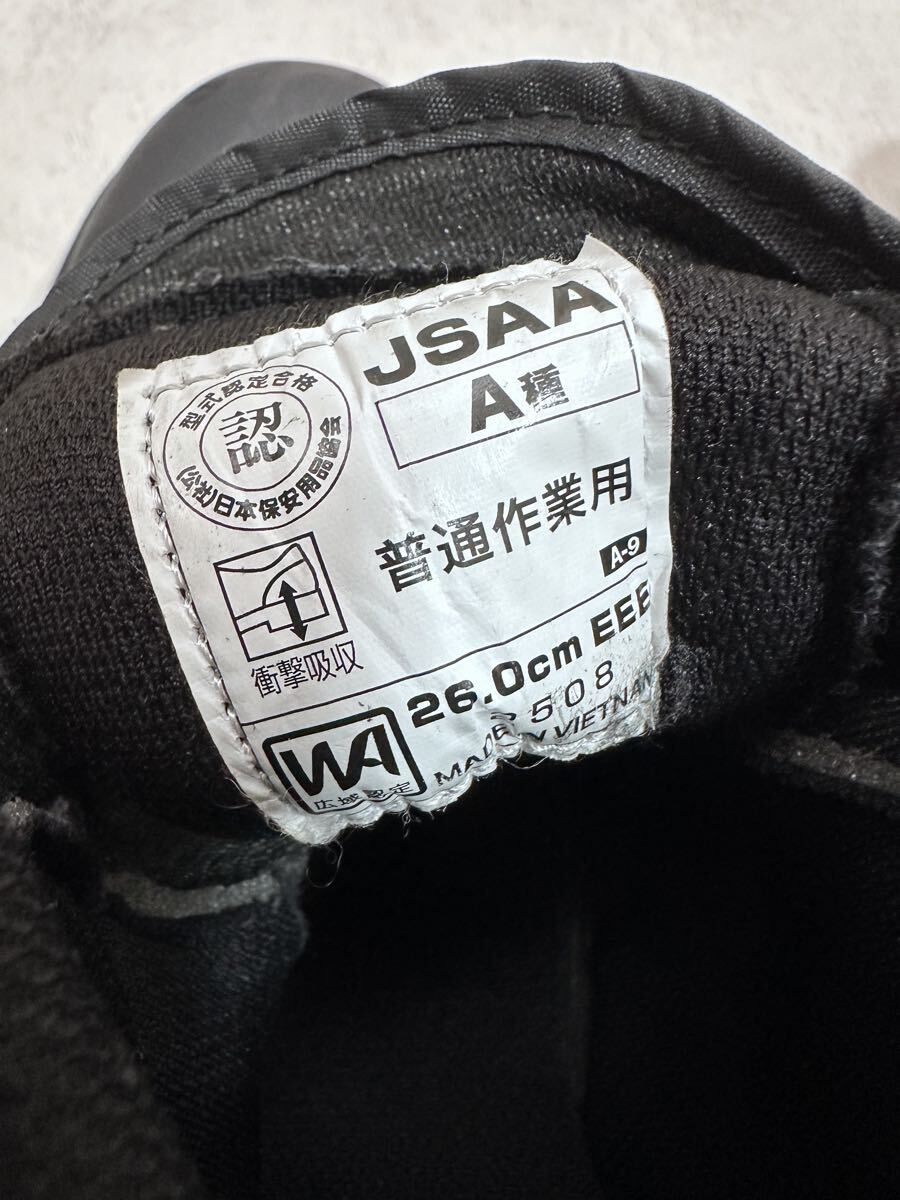 JSAA
A種
型式認定合格
認
(公社)日本保安用品協会
普通作業用
A-9
衝撃吸収
26.0cm EEE
508
WA
広域認定
VIETNAM